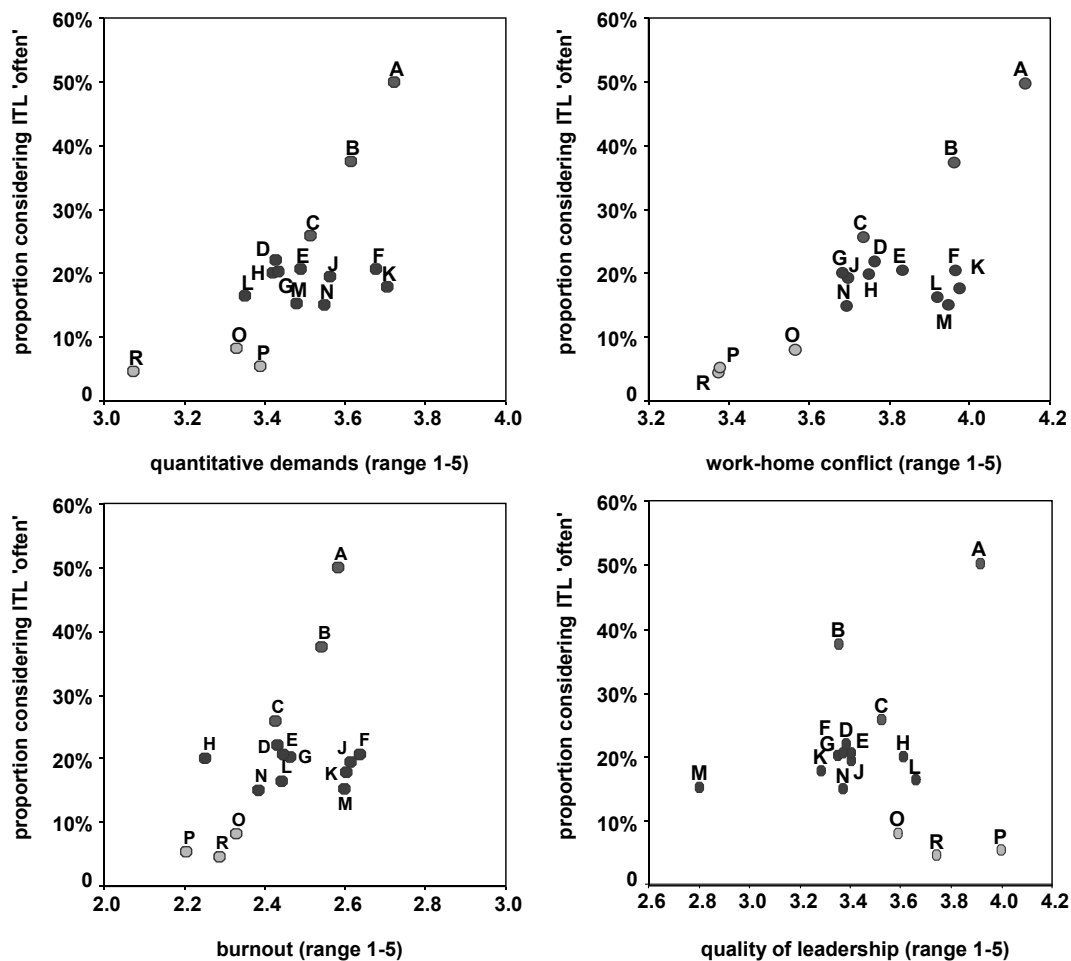 proportion considering ITL 'often'
60%
50%
40%
30%
20%
10%
0
A
B
C
D
E
F
H
J
K
L
G
M
N
O
P
R
3.0
3.2
3.4
3.6
3.8
4.0
quantitative demands (range 1-5)
proportion considering ITL 'often'
60%
50%
40%
30%
20%
10%
0
A
B
C
D
E
F
G
J
K
H
L
N
M
O
P
R
3.2
3.4
3.6
3.8
4.0
4.2
work-home conflict (range 1-5)
proportion considering ITL 'often'
60%
50%
40%
30%
20%
10%
0
A
B
C
H
D
E
G
J
F
L
K
N
M
O
P
R
2.0
2.2
2.4
2.6
2.8
3.0
burnout (range 1-5)
proportion considering ITL 'often'
60%
50%
40%
30%
20%
10%
0
A
B
C
F
D
G
E
H
K
J
L
M
N
O
R
P
2.6
2.8
3.0
3.2
3.4
3.6
3.8
4.0
4.2
quality of leadership (range 1-5)